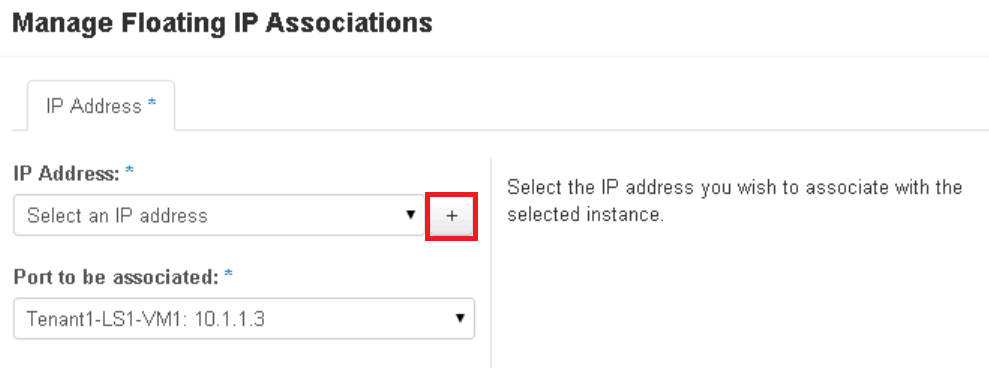 Manage Floating IP Associations
IP Address *
IP Address: *
Select an IP address
+
Port to be associated: *
Tenant1-LS1-VM1: 10.1.1.3
Select the IP address you wish to associate with the
selected instance.